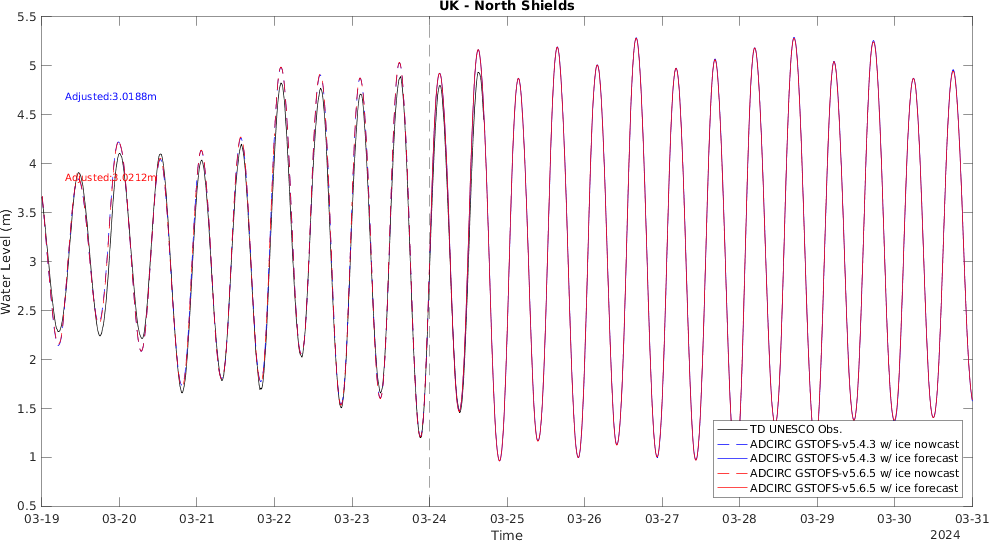 UK - North Shields
5.5
5
4.5
4
3.5
3
2.5
2
1.5
1
0.5
Water Level (m)
Adjusted:3.0188m
Adjusted:3.0212m
TD UNESCO Obs.
ADCIRC GSTOFS-v5.4.3 w/ ice nowcast
ADCIRC GSTOFS-v5.4.3 w/ ice forecast
ADCIRC GSTOFS-v5.6.5 w/ ice nowcast
ADCIRC GSTOFS-v5.6.5 w/ ice forecast
03-19 03-20 03-21 03-22 03-23 03-24 03-25 03-26 03-27 03-28 03-29 03-30 03-31
Time
2024